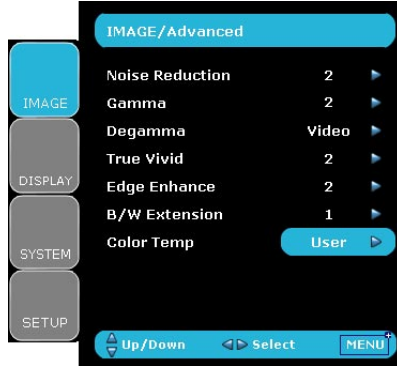 IMAGE/Advanced
IMAGE
DISPLAY
SYSTEM
SETUP
Noise Reduction 2
Gamma 2
Degamma Video
True Vivid 2
Edge Enhance 2
B/W Extension 1
Color Temp User
Up/Down Select MENU